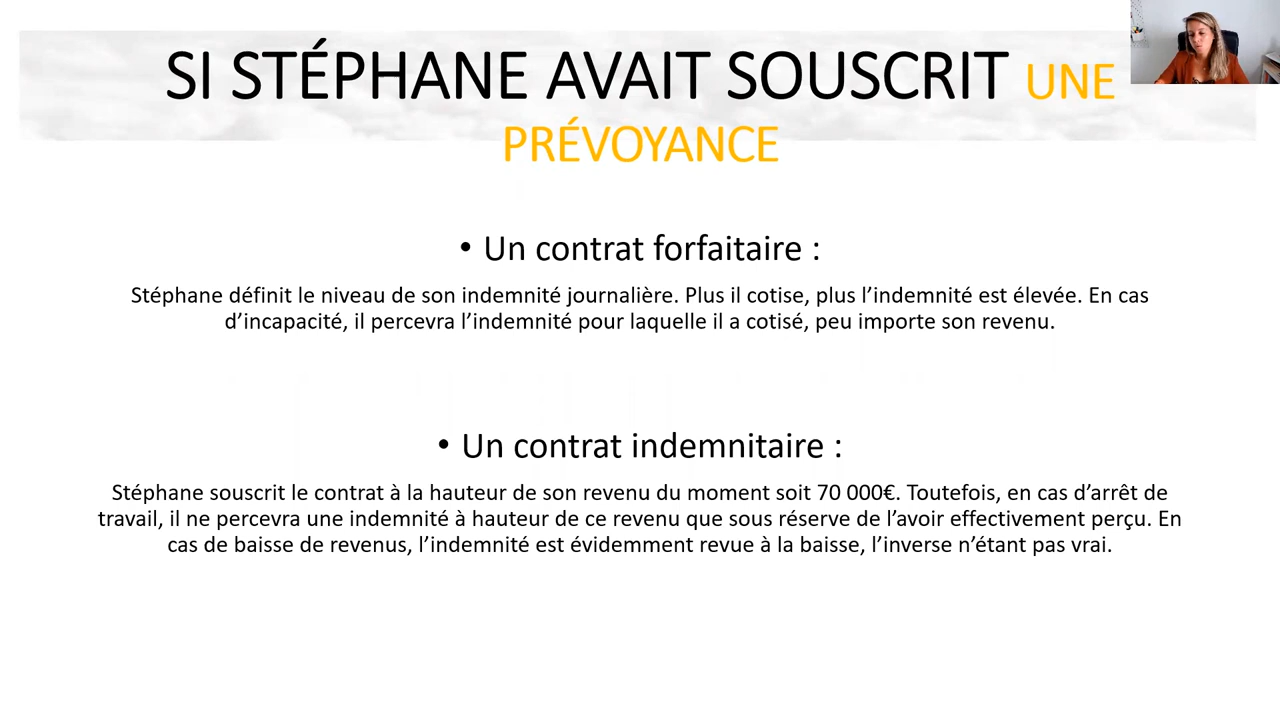 SI STÉPHANE AVAIT SOUSCRIT UNE
PRÉVOYANCE
• Un contrat forfaitaire :
Stéphane définit le niveau de son indemnité journalière. Plus il cotise, plus l’indemnité est élevée. En cas
d’incapacité, il percevra l’indemnité pour laquelle il a cotisé, peu importe son revenu.
• Un contrat indemnitaire :
Stéphane souscrit le contrat à la hauteur de son revenu du moment soit 70 000€. Toutefois, en cas d’arrêt de
travail, il ne percevra une indemnité à hauteur de ce revenu que sous réserve de l’avoir effectivement perçu. En
cas de baisse de revenus, l’indemnité est évidemment revue à la baisse, l’inverse n’étant pas vrai.